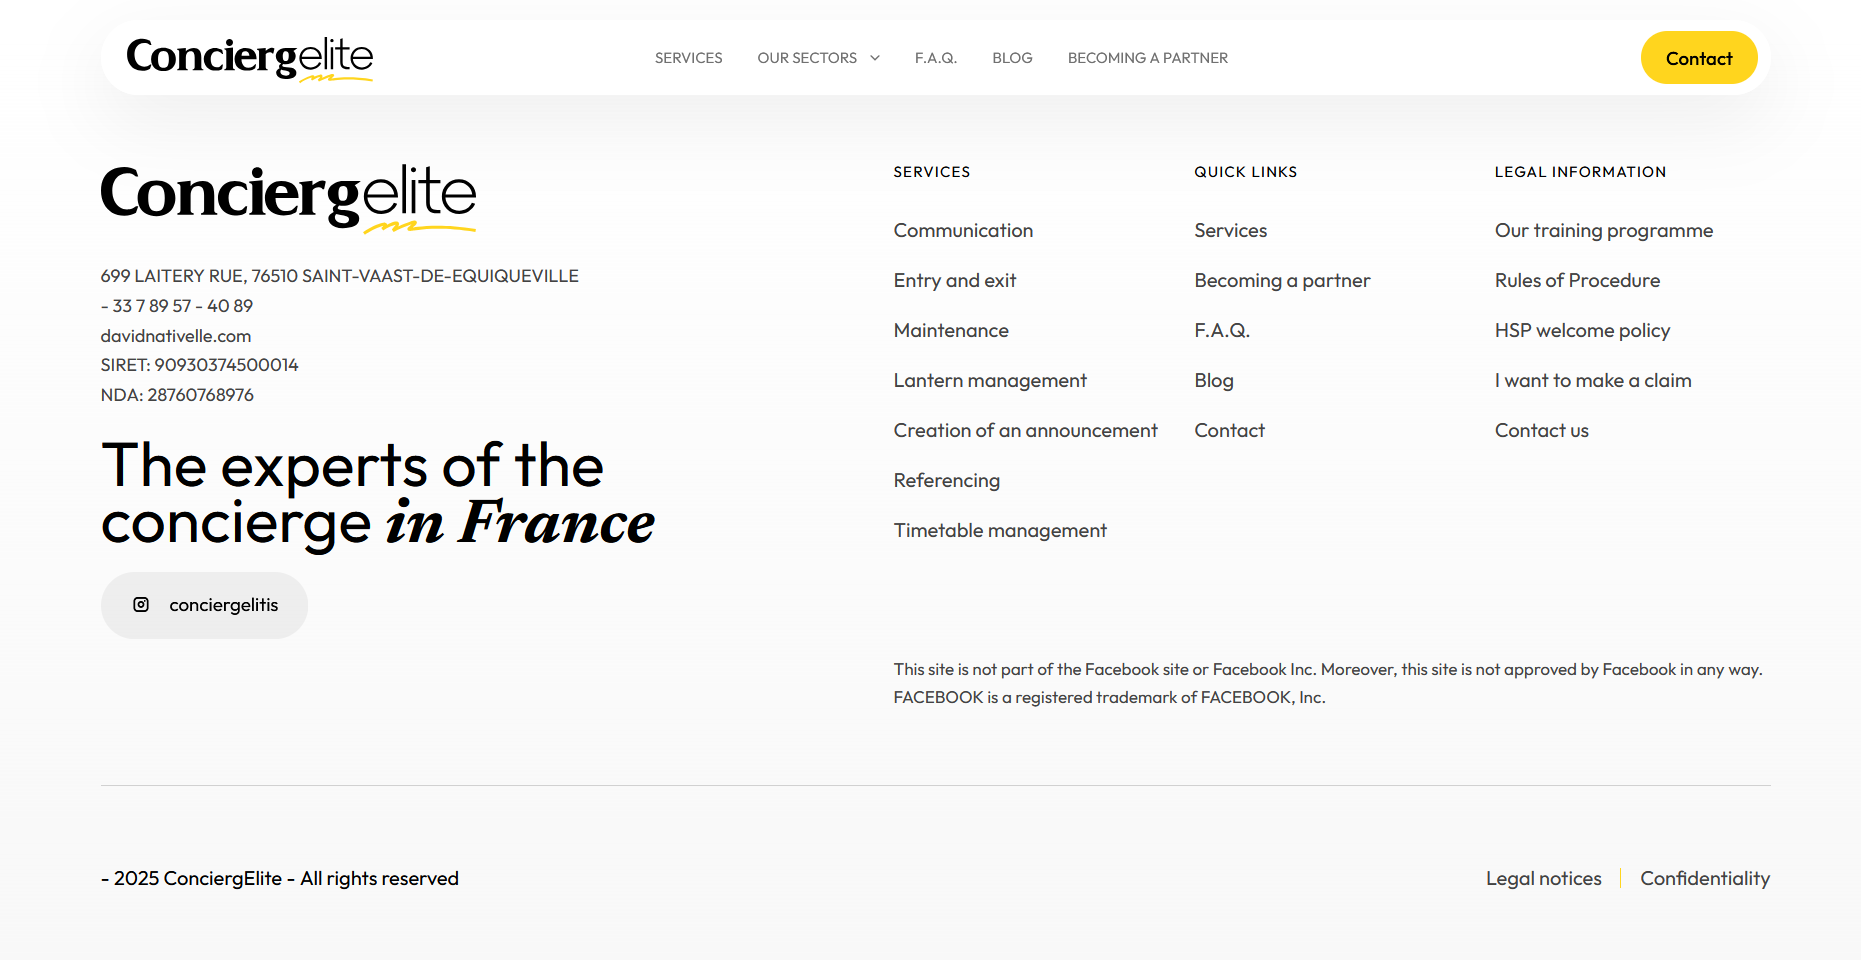 Conciergelite
SERVICES
OUR SECTORS
F.A.Q.
BLOG
BECOMING A PARTNER
Contact
Conciergelite
699 LAITERY RUE, 76510 SAINT-VAAST-DE-EQUIQUEVILLE
- 33 7 89 57 - 40 89
davidnativelle.com
SIRET: 90930374500014
NDA: 28760768976
The experts of the
concierge in France
conciergelitis
SERVICES
Communication
Entry and exit
Maintenance
Lantern management
Creation of an announcement
Referencing
Timetable management
QUICK LINKS
Services
Becoming a partner
F.A.Q.
Blog
Contact
LEGAL INFORMATION
Our training programme
Rules of Procedure
HSP welcome policy
I want to make a claim
Contact us
This site is not part of the Facebook site or Facebook Inc. Moreover, this site is not approved by Facebook in any way.
FACEBOOK is a registered trademark of FACEBOOK, Inc.
- 2025 ConciergElite - All rights reserved
Legal notices
Confidentiality